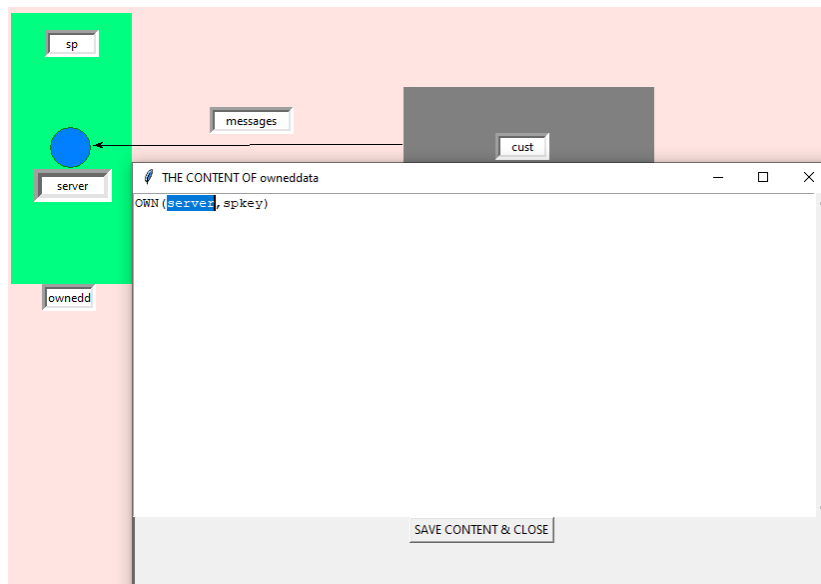 sp
messages
cust
server
THE CONTENT OF owneddata
OWN(server,spkey)
ownedd
SAVE CONTENT & CLOSE